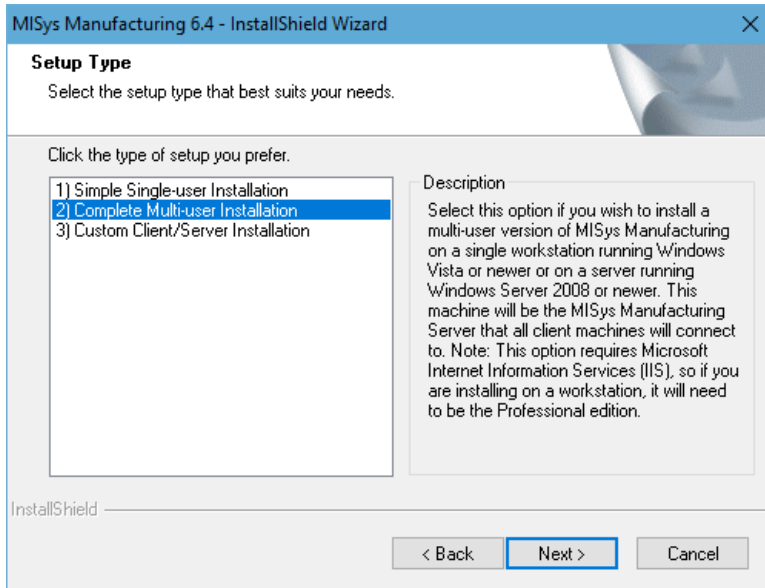 MISys Manufacturing 6.4 - InstallShield Wizard
Setup Type
Select the setup type that best suits your needs.
Click the type of setup you prefer.
1) Simple Single-user Installation
2) Complete Multi-user Installation
3) Custom Client/Server Installation
Description
Select this option if you wish to install a
multi-user version of MISys Manufacturing
on a single workstation running Windows
Vista or newer or on a server running
Windows Server 2008 or newer. This
machine will be the MISys Manufacturing
Server that all client machines will connect
to. Note: This option requires Microsoft
Internet Information Services (IIS), so if you
are installing on a workstation, it will need
to be the Professional edition.
InstallShield
< Back
Next >
Cancel